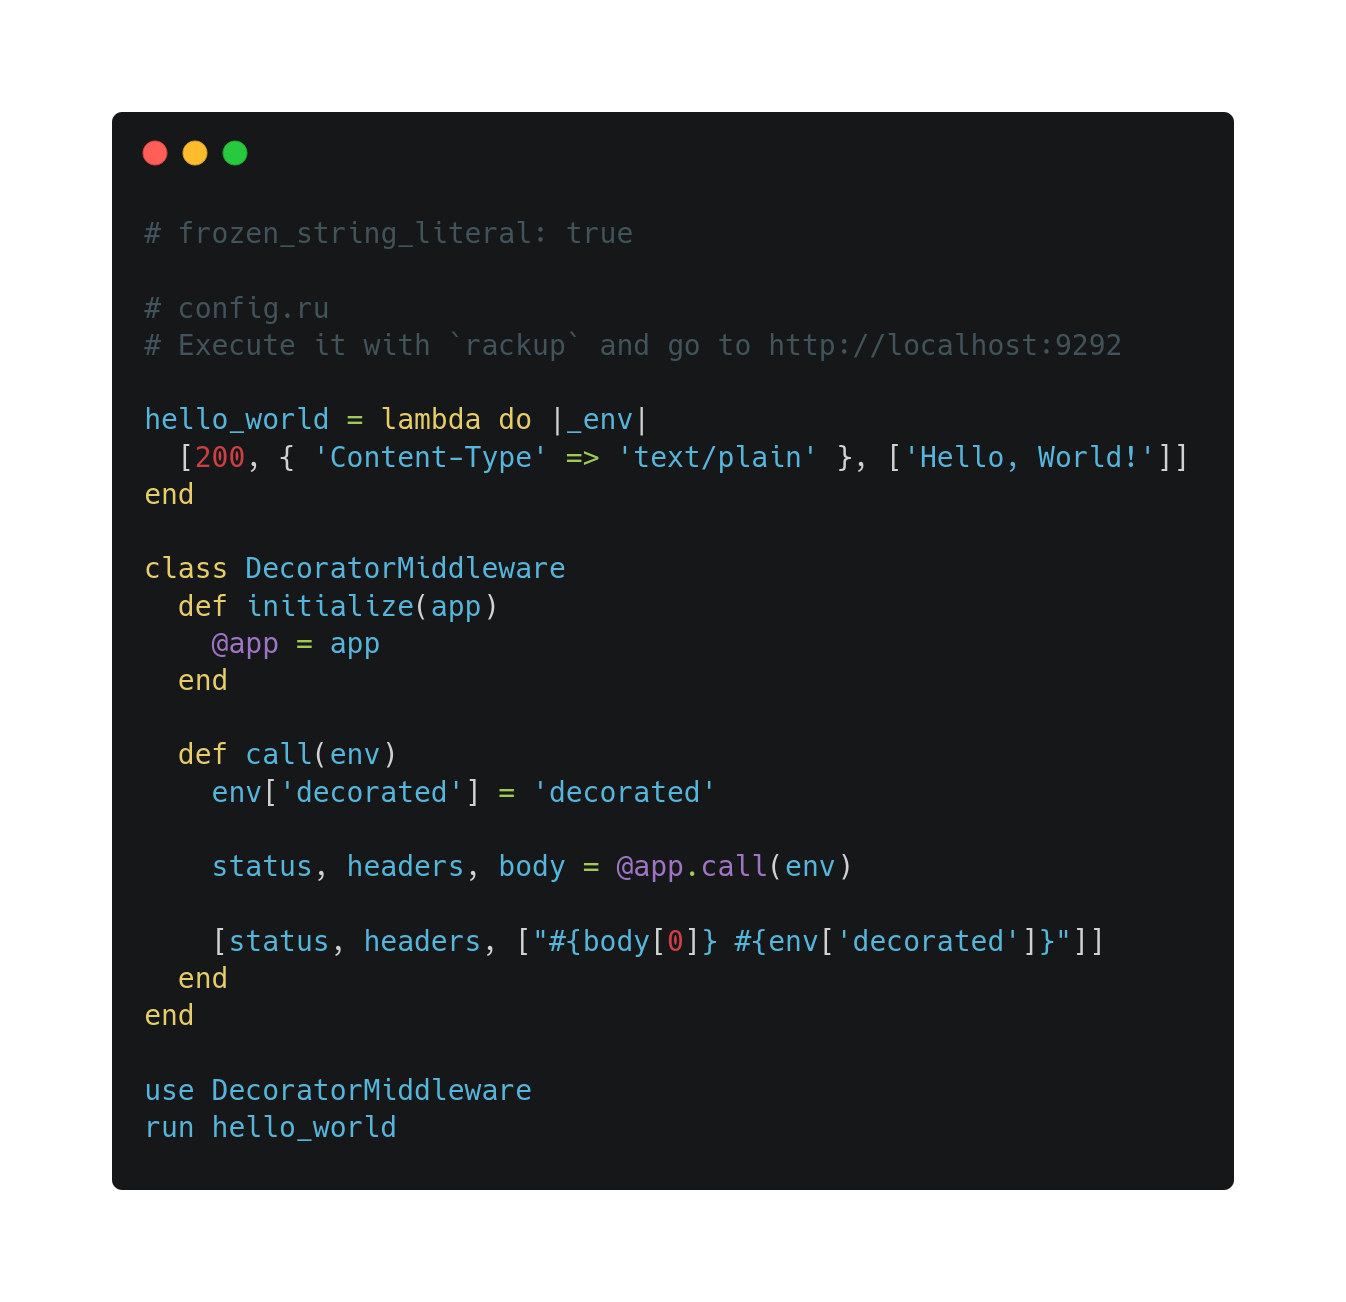 # frozen_string_literal: true

# config.ru
# Execute it with `rackup` and go to http://localhost:9292

hello_world = lambda do |_env|
  [200, { 'Content-Type' => 'text/plain' }, ['Hello, World!']]
end

class DecoratorMiddleware
  def initialize(app)
    @app = app
  end

  def call(env)
    env['decorated'] = 'decorated'

    status, headers, body = @app.call(env)

    [status, headers, ["#{body[0]} #{env['decorated']}"]]
  end
end

use DecoratorMiddleware
run hello_world